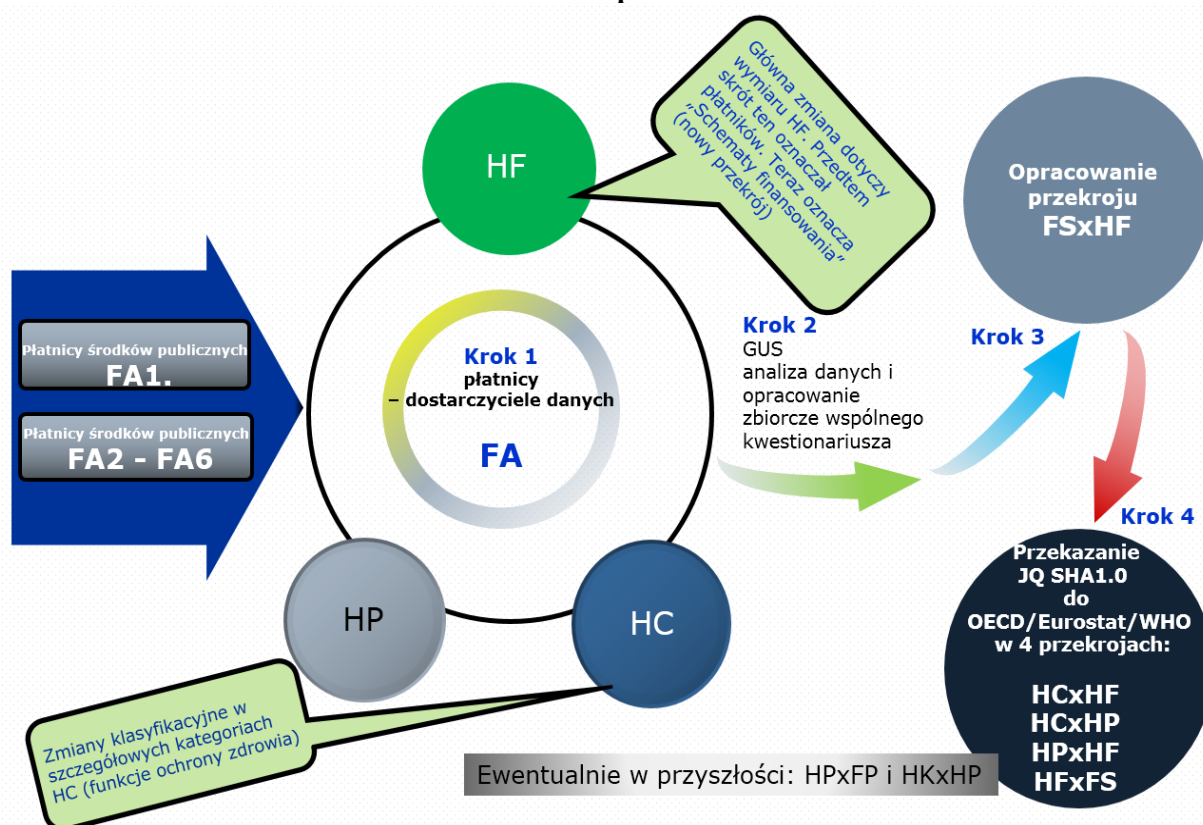 Płatnicy środków publicznych
FA1.
Płatnicy środków publicznych
FA2 - FA6
HF
Główna zmiana dotyczy
wymiaru HF. Przedtem
skrót ten oznaczał
płatników. Teraz oznacza
„Schematy finansowania”
(nowy przekrój)
Krok 1
płatnicy
– dostarczyciele danych
FA
HP
HC
Zmiany klasyfikacyjne w
szczegółowych kategoriach
HC (funkcje ochrony zdrowia)
Krok 2
GUS
analiza danych i
opracowanie
zbiorcze wspólnego
kwestionariusza
Krok 3
Opracowanie
przekroju
FSxHF
Krok 4
Przekazanie
JQ SHA1.0
do
OECD/Eurostat/WHO
w 4 przekrojach:
HCxHF
HCxHP
HPxHF
HFxFS
Ewentualnie w przyszłości: HPxFP i HKxHP